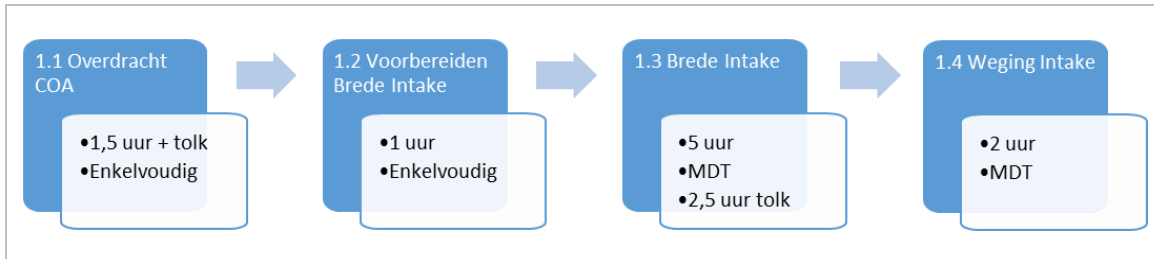 1.1 Overdracht
COA
•1,5 uur + tolk
•Enkelvoudig
1.2 Voorbereiden
Brede Intake
•1 uur
•Enkelvoudig
1.3 Brede Intake
•5 uur
•MDT
•2,5 uur tolk
1.4 Weging Intake
•2 uur
•MDT